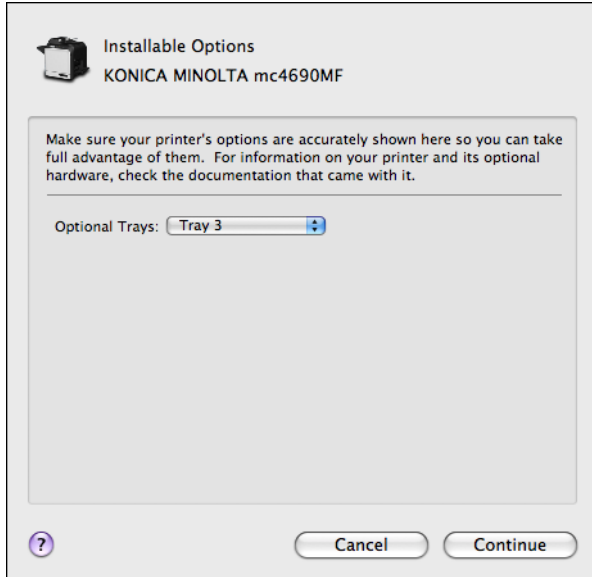 Installable Options
KONICA MINOLTA mc4690MF
Make sure your printer's options are accurately shown here so you can take
full advantage of them.  For information on your printer and its optional
hardware, check the documentation that came with it.
Optional Trays: Tray 3
? Cancel Continue